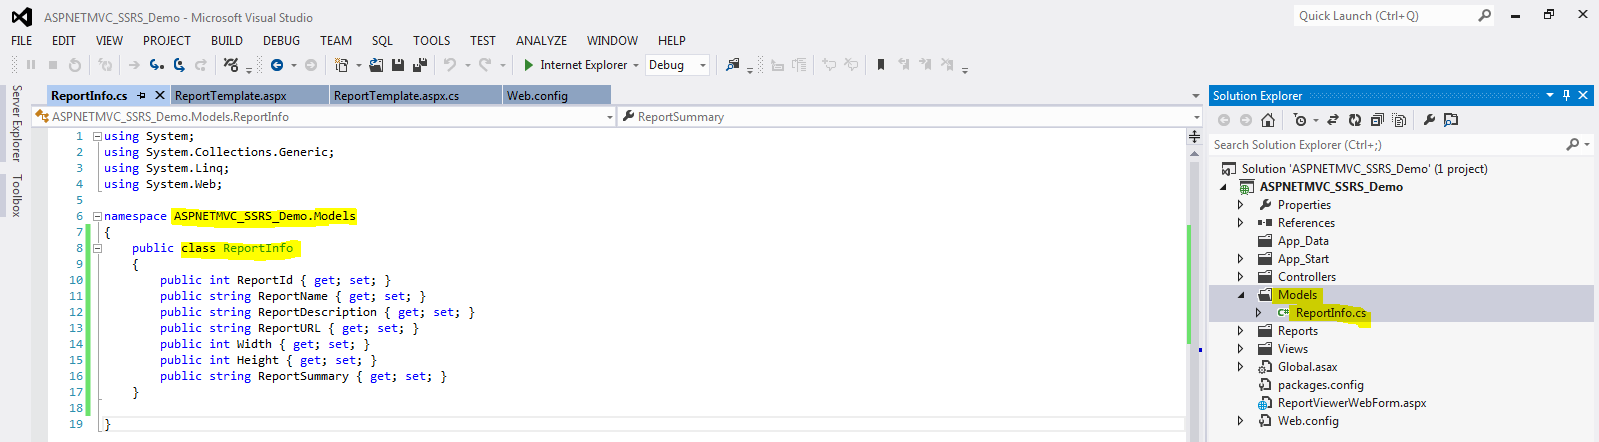 ASPNETMVC_SSRS_Demo - Microsoft Visual Studio
Quick Launch (Ctrl+Q)
FILE EDIT VIEW PROJECT BUILD DEBUG TEAM SQL TOOLS TEST ANALYZE WINDOW HELP
Internet Explorer Debug
Server Explorer
Toolbox
ReportInfo.cs ReportTemplate.aspx ReportTemplate.aspx.cs Web.config
ASPNETMVC_SSRS_Demo.Models.ReportInfo ReportSummary
1 using System;
2 using System.Collections.Generic;
3 using System.Linq;
4 using System.Web;
5
6 namespace ASPNETMVC_SSRS_Demo.Models
7 {
8 public class ReportInfo
9 {
10 public int ReportId { get; set; }
11 public string ReportName { get; set; }
12 public string ReportDescription { get; set; }
13 public string ReportURL { get; set; }
14 public int Width { get; set; }
15 public int Height { get; set; }
16 public string ReportSummary { get; set; }
17 }
18
19 }
Solution Explorer
Search Solution Explorer (Ctrl+;)
Solution 'ASPNETMVC_SSRS_Demo' (1 project)
ASPNETMVC_SSRS_Demo
Properties
References
App_Data
App_Start
Controllers
Models
C# ReportInfo.cs
Reports
Views
Global.asax
packages.config
ReportViewerWebForm.aspx
Web.config